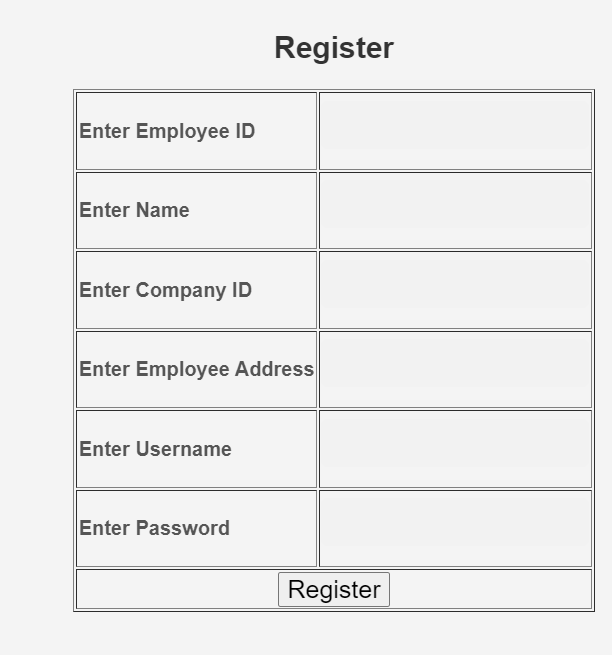 Register
Enter Employee ID
Enter Name
Enter Company ID
Enter Employee Address
Enter Username
Enter Password
Register